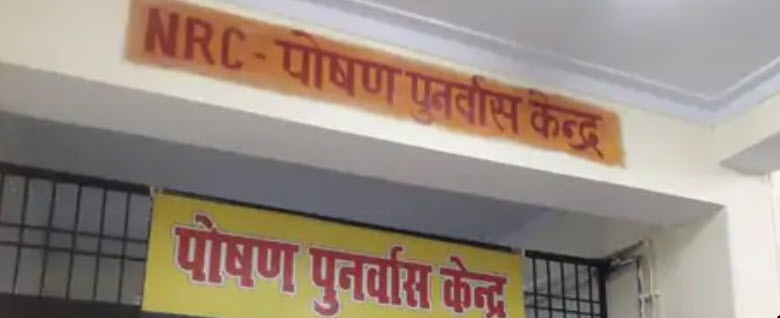 NRC - पोषण पुनर्वास केन्द्र
पोषण पुनर्वास केन्द्र